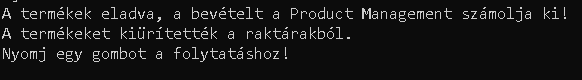 A termékek eladva, a bevételt a Product Management számolja ki!
A termékeket kiürítették a raktárakból.
Nyomj egy gombot a folytatáshoz!